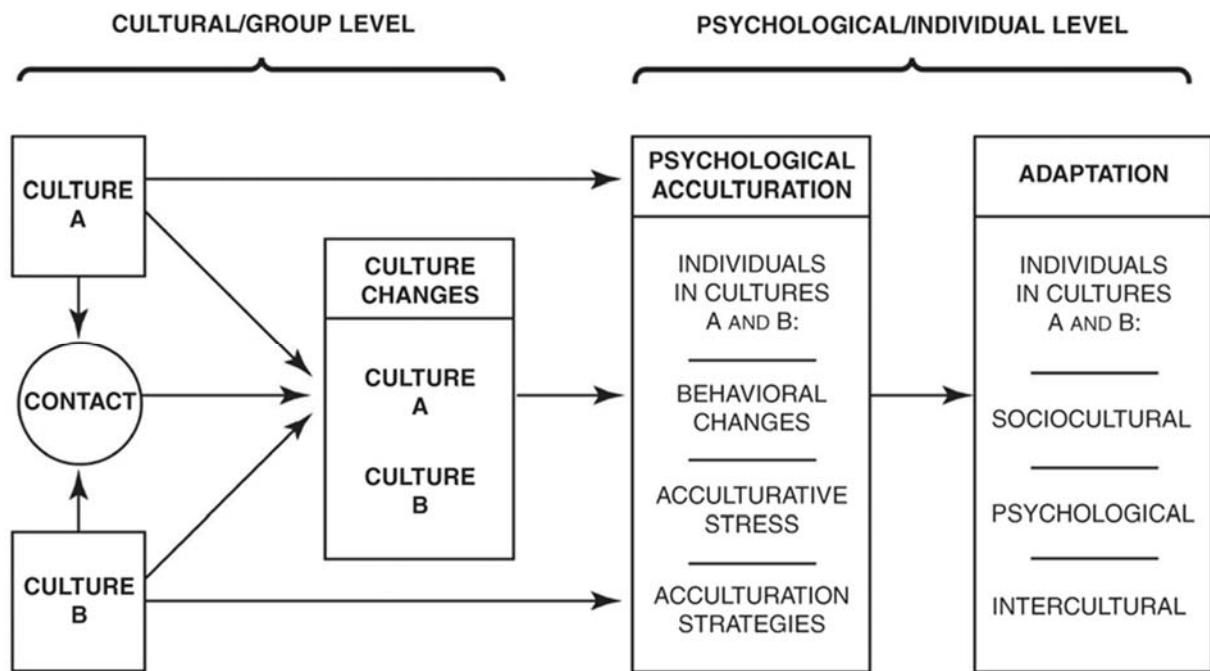 CULTURAL/GROUP LEVEL
PSYCHOLOGICAL/INDIVIDUAL LEVEL
CULTURE
A
CONTACT
CULTURE
B
CULTURE
CHANGES
CULTURE
A
CULTURE
B
PSYCHOLOGICAL
ACCULTURATION
INDIVIDUALS
IN CULTURES
A AND B:
BEHAVIORAL
CHANGES
ACCULTURATIVE
STRESS
ACCULTURATION
STRATEGIES
ADAPTATION
INDIVIDUALS
IN CULTURES
A AND B:
SOCIOCULTURAL
PSYCHOLOGICAL
INTERCULTURAL